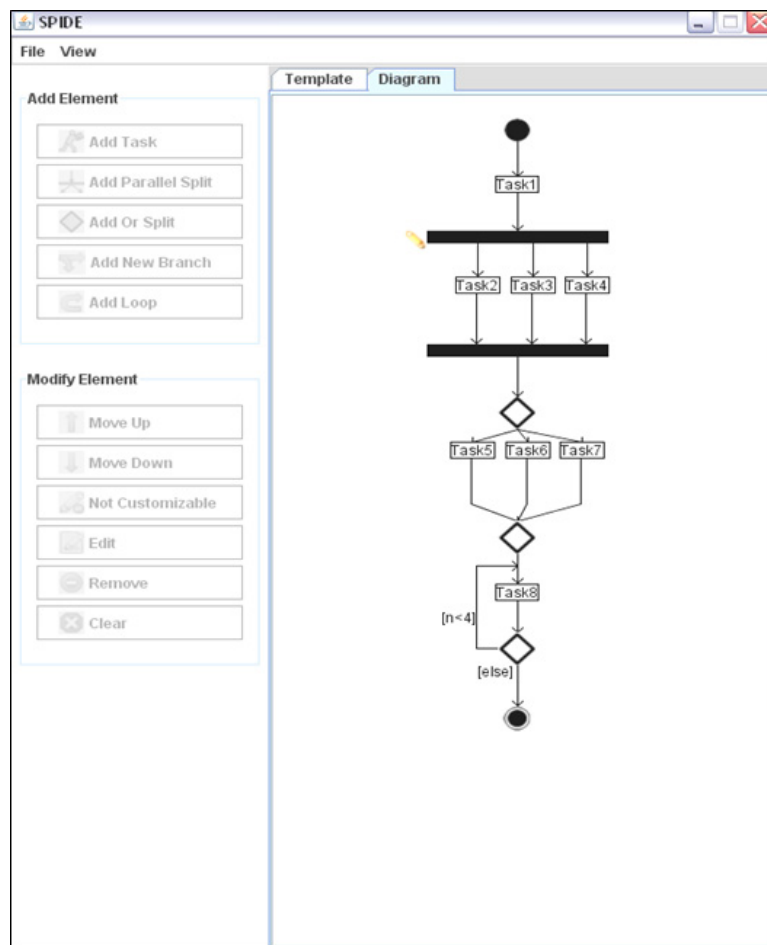 SPIDE
File View
Template Diagram
Add Element
Add Task
Add Parallel Split
Add Or Split
Add New Branch
Add Loop
Modify Element
Move Up
Move Down
Not Customizable
Edit
Remove
Clear
Task1
Task2 Task3 Task4
Task5 Task6 Task7
Task8
[n<4]
[else]